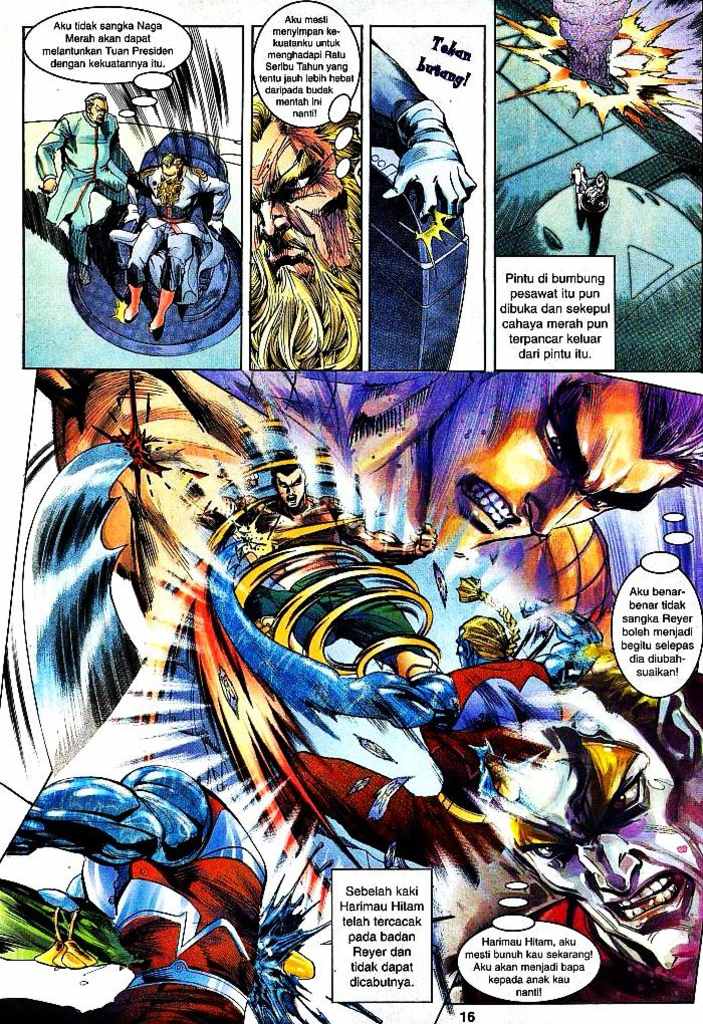 Aku tidak sangka Naga
Merah akan dapat
melantunkan Tuan Presiden
dengan kekuatannya itu.
Aku mesti
menyimpan ke-
kuatanku untuk
menghadapi Ratu
Seribu Tahun yang
tentu jauh lebih hebat
daripada budak
mentah ini
nanti!
Tekan
butang!
Pintu di bumbung
pesawat itu pun
dibuka dan sekepul
cahaya merah pun
terpancar keluar
dari pintu itu.
Aku benar-
benar tidak
sangka Reyer
boleh menjadi
begitu selepas
dia diubah-
suaikan!
Sebelah kaki
Harimau Hitam
telah tercacak
pada badan
Reyer dan
tidak dapat
dicabutnya.
Harimau Hitam, aku
mesti bunuh kau sekarang!
Aku akan menjadi bapa
kepada anak kau
nanti!
16